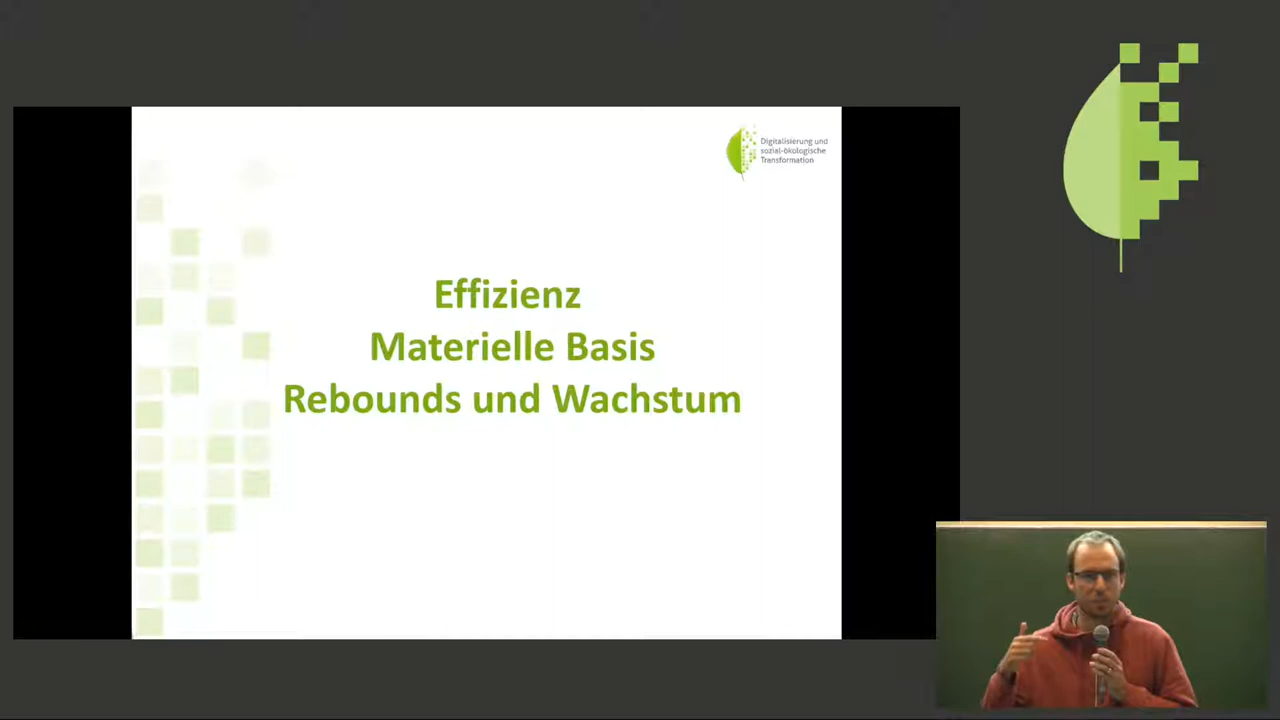 Digitalisierung und
sozial-ökologische
Transformation
Effizienz
Materielle Basis
Rebounds und Wachstum